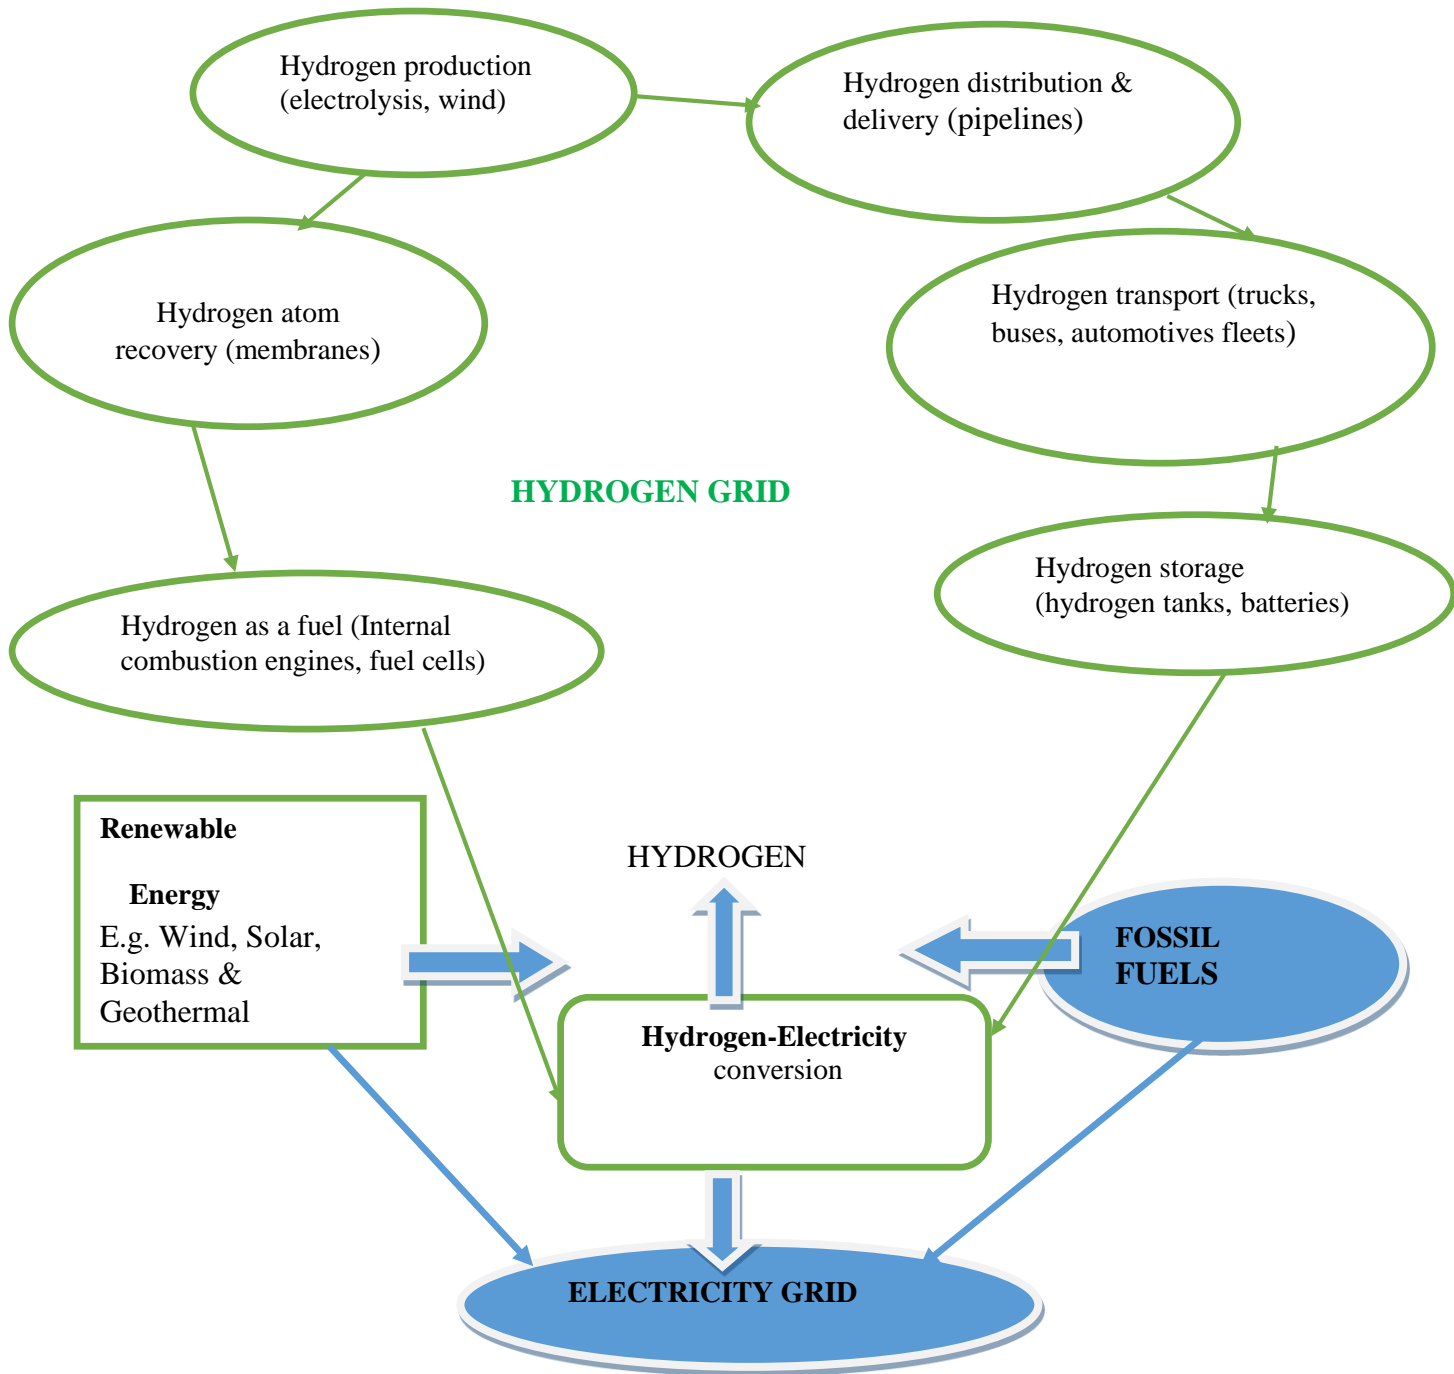 Hydrogen production
(electrolysis, wind)
Hydrogen distribution &
delivery (pipelines)
Hydrogen atom
recovery (membranes)
Hydrogen transport (trucks,
buses, automotives fleets)
HYDROGEN GRID
Hydrogen as a fuel (Internal
combustion engines, fuel cells)
Hydrogen storage
(hydrogen tanks, batteries)
Renewable
Energy
E.g. Wind, Solar,
Biomass &
Geothermal
HYDROGEN
FOSSIL
FUELS
Hydrogen-Electricity
conversion
ELECTRICITY GRID